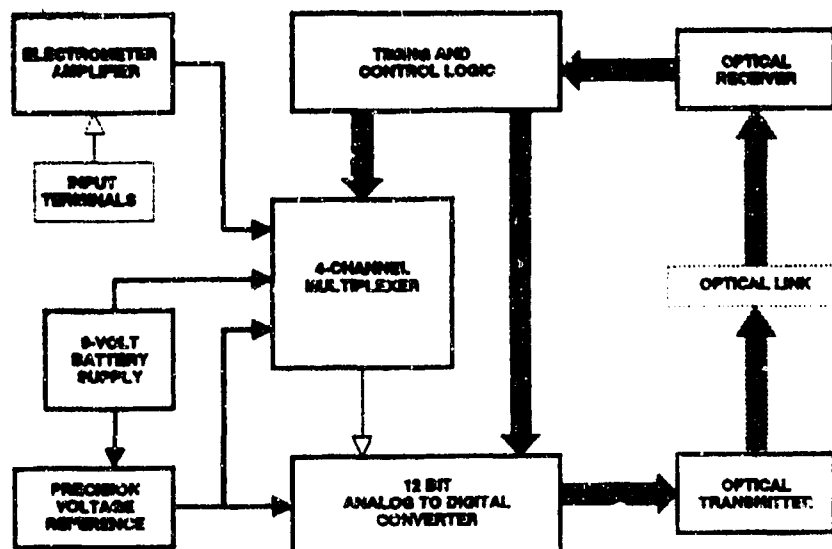 ELECTROMETER
AMPLIFIER
TIMING AND
CONTROL LOGIC
OPTICAL
RECEIVER
INPUT
TERMINALS
4-CHANNEL
MULTIPLEXER
OPTICAL LINK
9-VOLT
BATTERY
SUPPLY
PRECISION
VOLTAGE
REFERENCE
12 BIT
ANALOG TO DIGITAL
CONVERTER
OPTICAL
TRANSMITTER